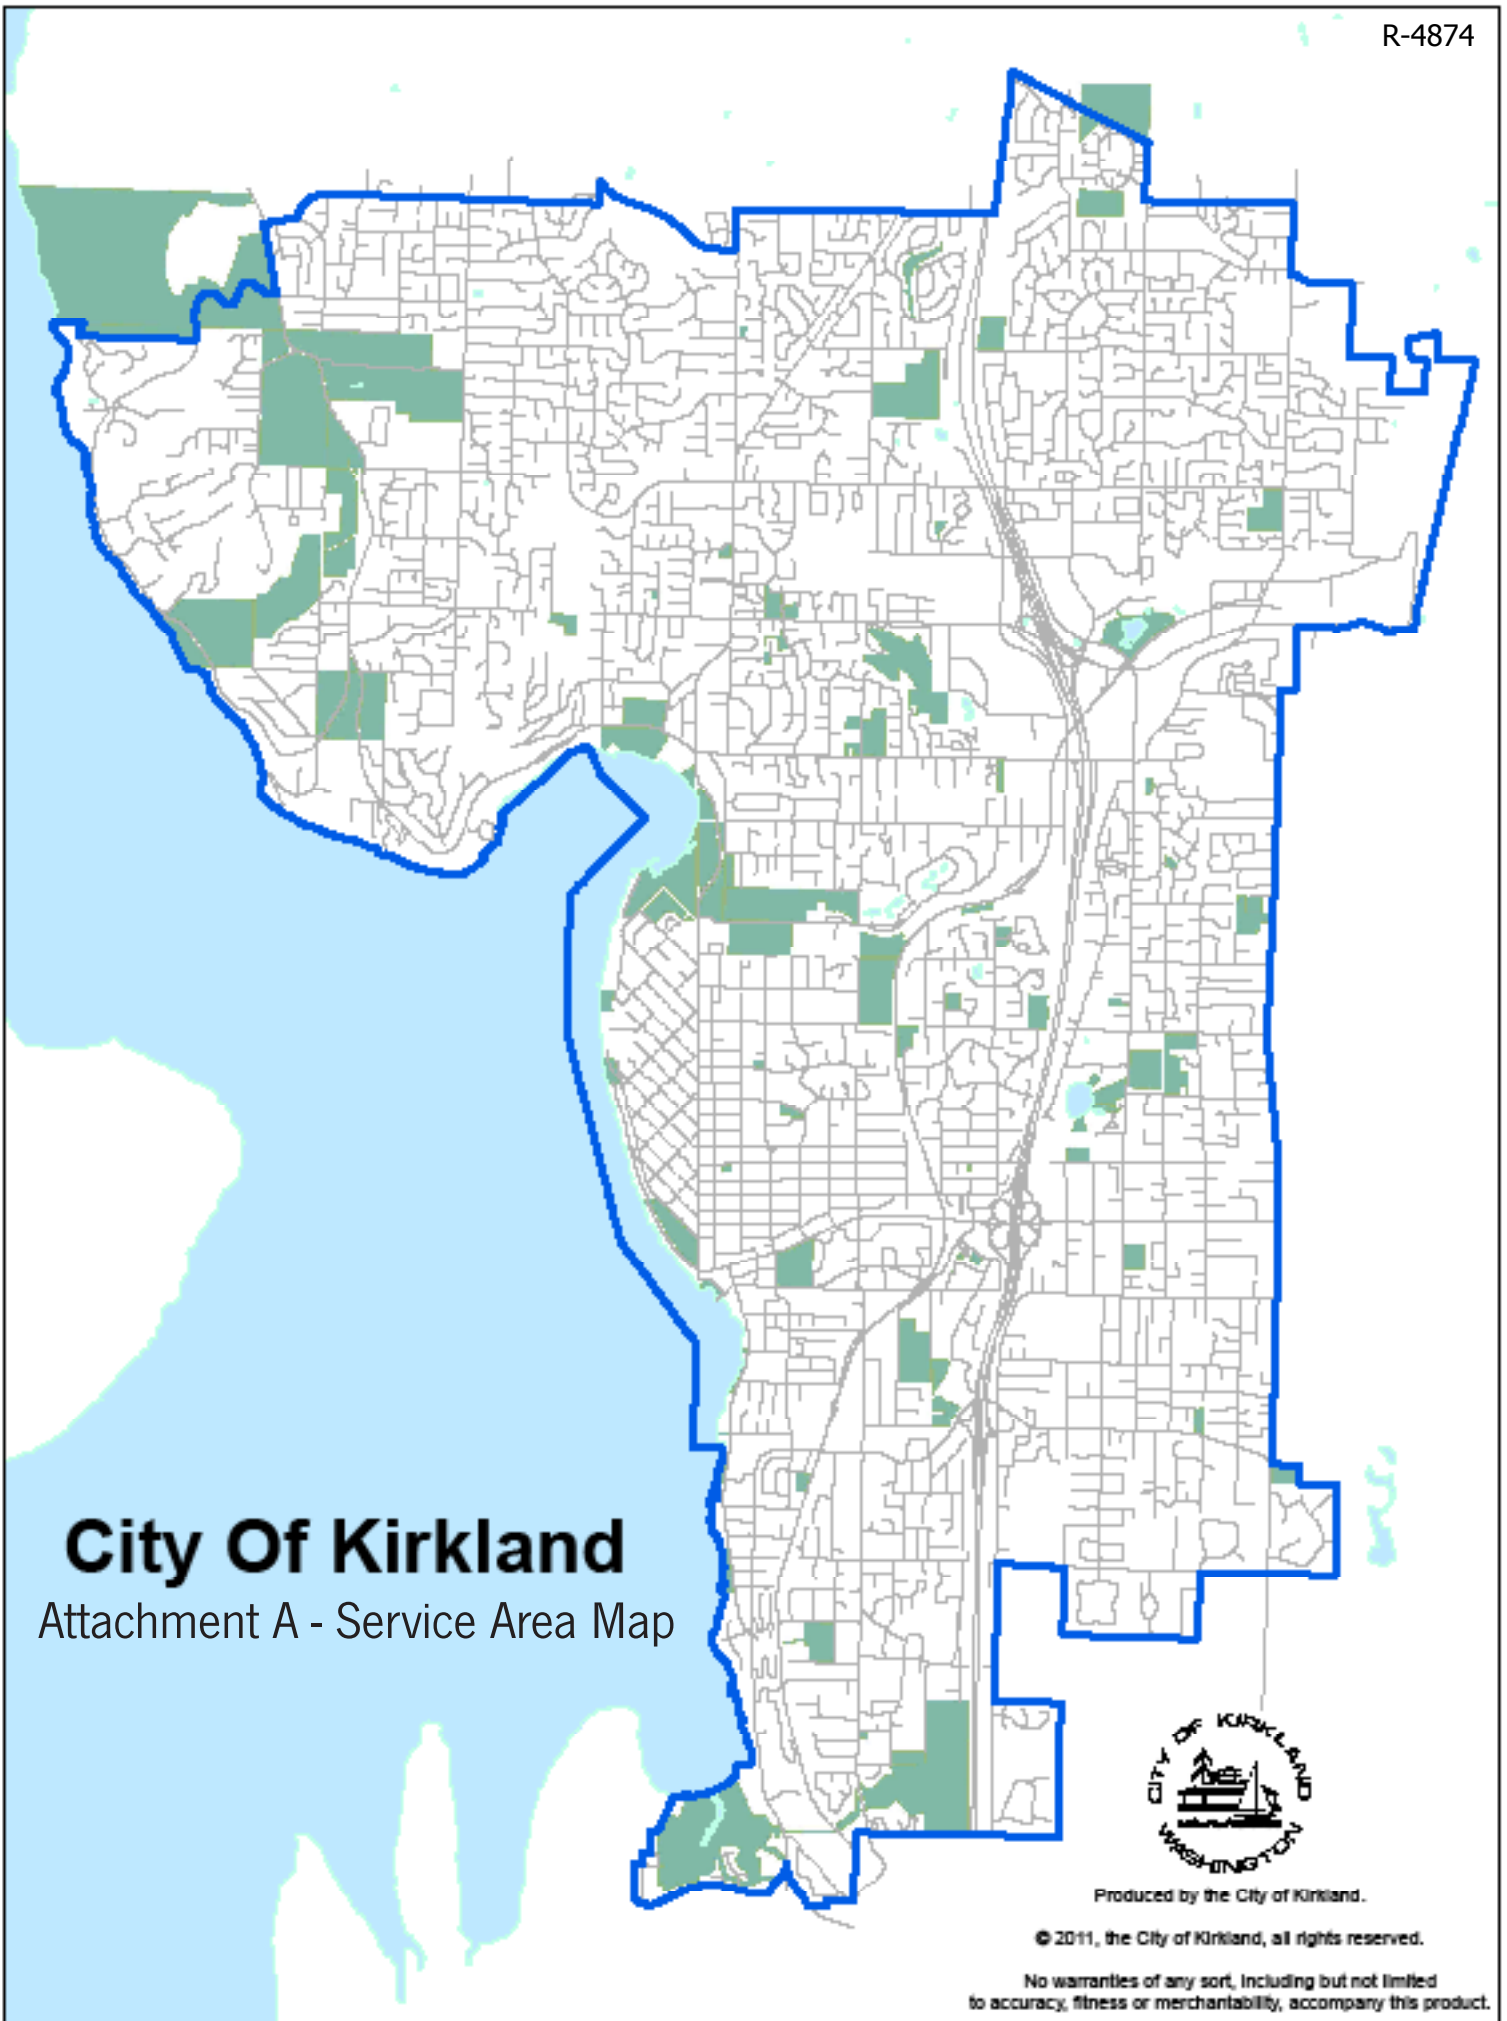 R-4874
City Of Kirkland
Attachment A - Service Area Map
CITY OF KIRKLAND
WASHINGTON
Produced by the City of Kirkland.
© 2011, the City of Kirkland, all rights reserved.
No warranties of any sort, including but not limited
to accuracy, fitness or merchantability, accompany this product.